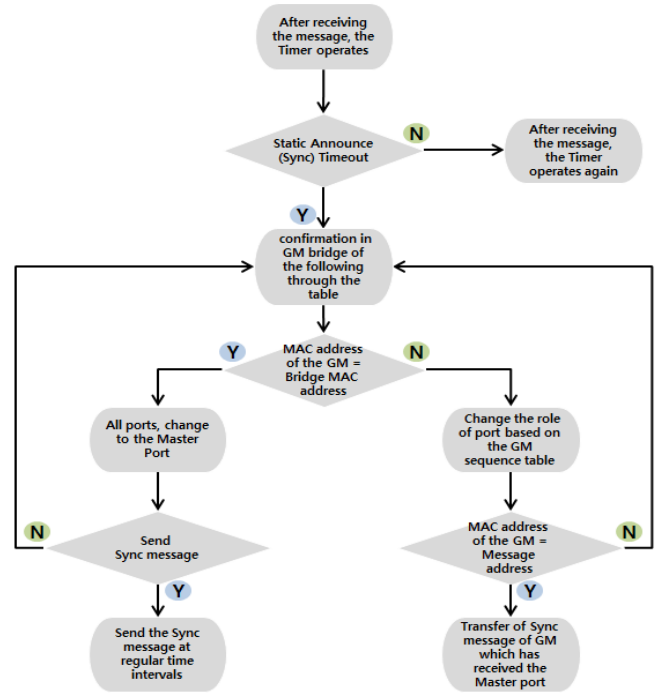 After receiving
the message, the
Timer operates
Static Announce
(Sync) Timeout
N
After receiving
the message,
the Timer
operates again
Y
confirmation in
GM bridge of
the following
through the
table
Y
MAC address
of the GM =
Bridge MAC
address
N
All ports, change
to the Master
Port
Change the role
of port based on
the GM
sequence table
N
Send
Sync message
MAC address
of the GM =
Message
address
N
Y
Y
Send the Sync
message at
regular time
intervals
Transfer of Sync
message of GM
which has
received the
Master port